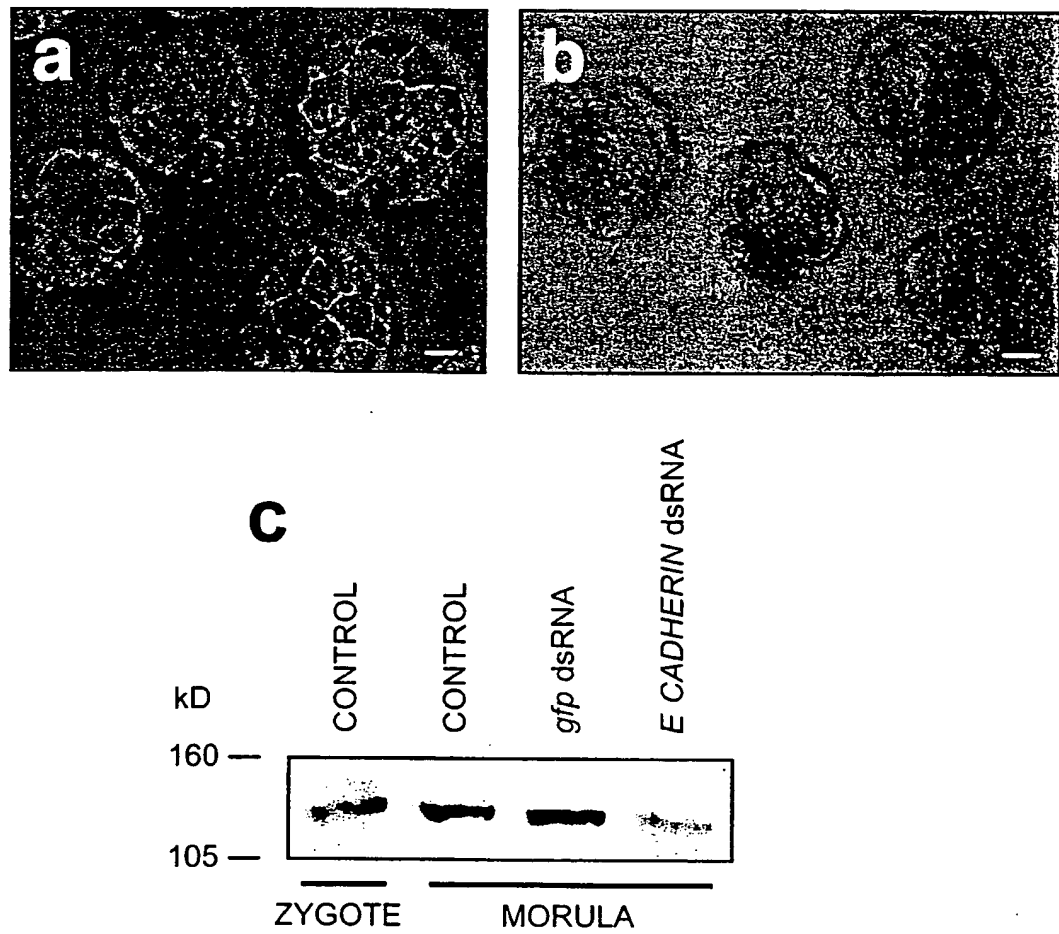 a
b
c
kD
CONTROL
CONTROL
gfp dsRNA
E CADHERIN dsRNA
160
105
ZYGOTE
MORULA